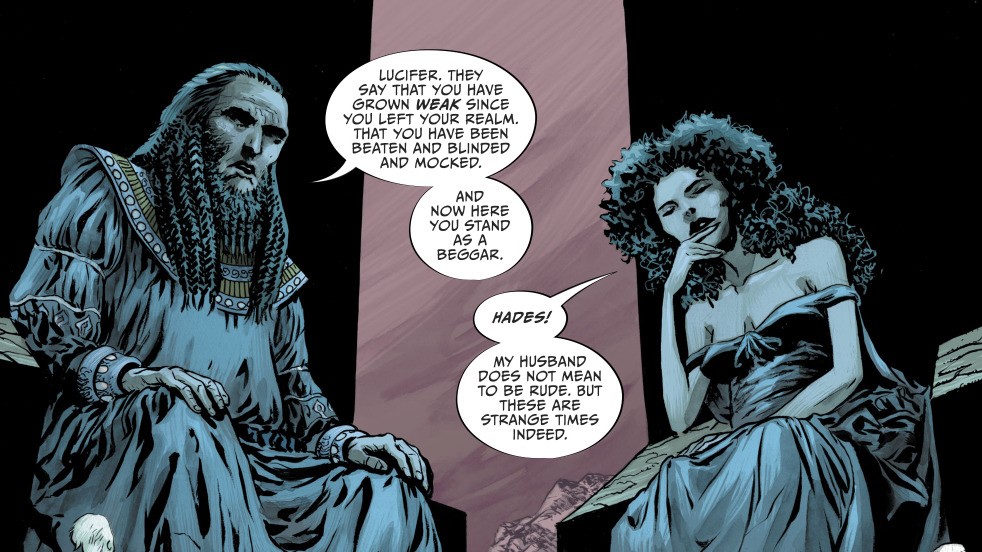 LUCIFER. THEY
SAY THAT YOU HAVE
GROWN WEAK SINCE
YOU LEFT YOUR REALM.
THAT YOU HAVE BEEN
BEATEN AND BLINDED
AND MOCKED.
AND
NOW HERE
YOU STAND
AS A
BEGGAR.
HADES!
MY HUSBAND
DOES NOT MEAN
TO BE RUDE. BUT
THESE ARE
STRANGE TIMES
INDEED.